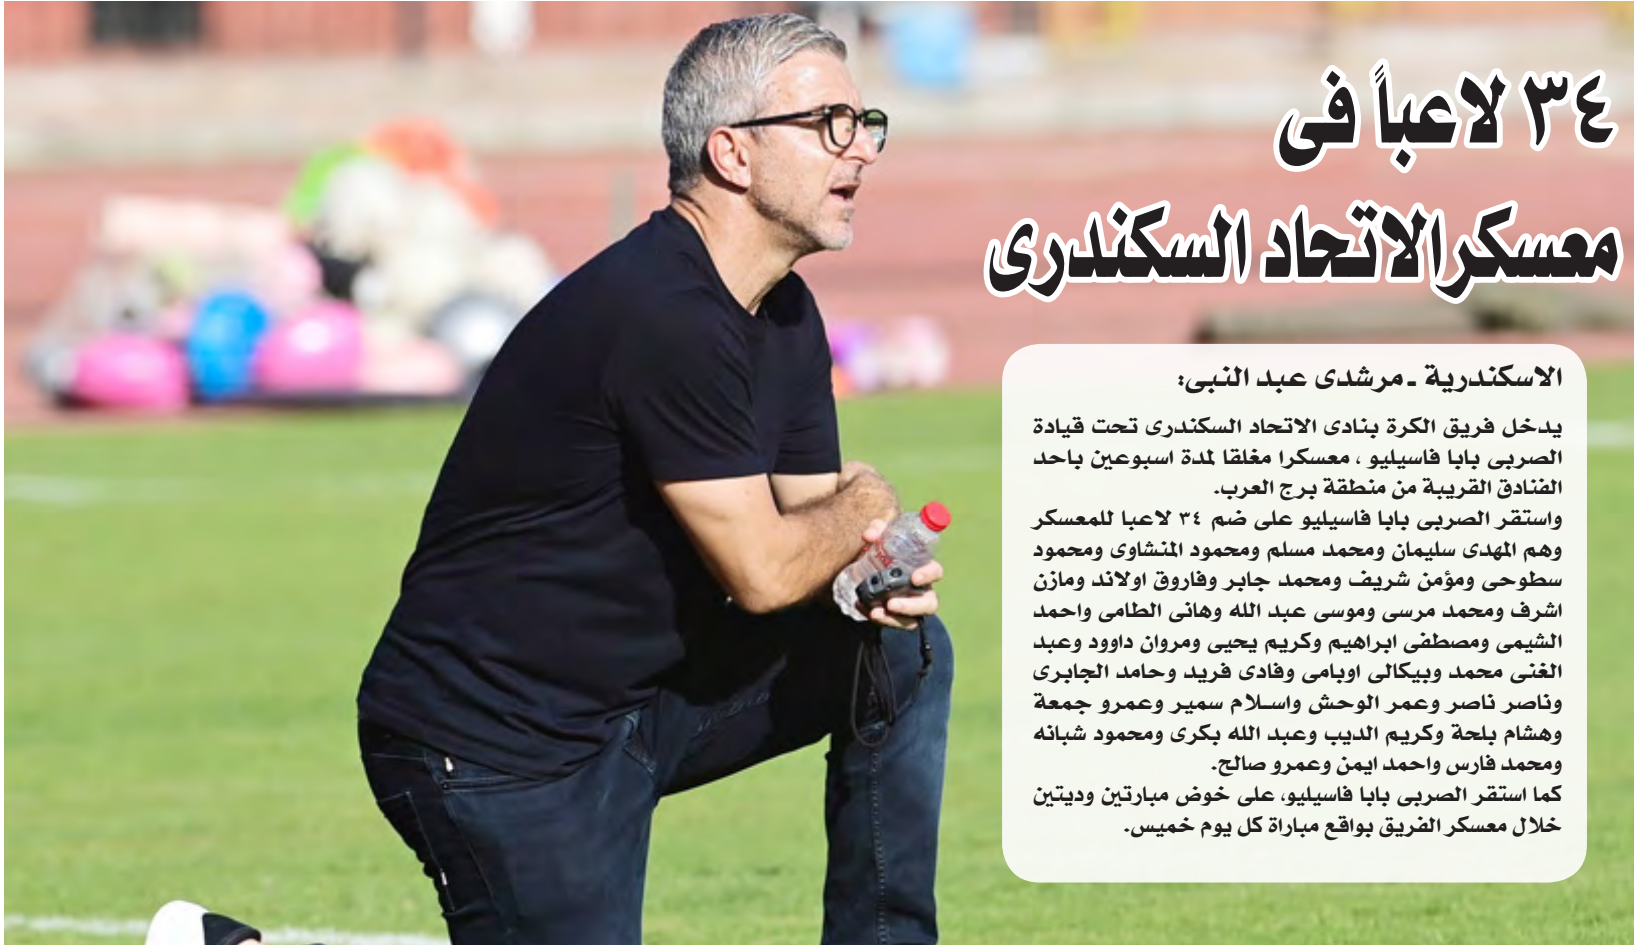 ٣٤ لاعباً فى
معسكر الاتحاد السكندرى
الاسكندرية ـ مرشدى عبد النبى:
يدخل فريق الكرة بنادى الاتحاد السكندرى تحت قيادة
الصربى بابا فاسيليو ، معسكرا مغلقا لمدة اسبوعين باحد
الفنادق القريبة من منطقة برج العرب.
واستقر الصربى بابا فاسيليو على ضم ٣٤ لاعبا للمعسكر
وهم المهدى سليمان ومحمد مسلم ومحمود المنشاوى ومحمود
سطوحى ومؤمن شريف ومحمد جابر وفاروق اولاند ومازن
اشرف ومحمد مرسى وموسى عبد الله وهانى الطامى واحمد
الشيمى ومصطفى ابراهيم وكريم يحيى ومروان داوود وعبد
الغنى محمد وبيكالى اوبامى وفادى فريد وحامد الجابرى
وناصر ناصر وعمر الوحش واسلام سمير وعمرو جمعة
وهشام بلحة وكريم الديب وعبد الله بكرى ومحمود شبانه
ومحمد فارس واحمد ايمن وعمرو صالح.
كما استقر الصربى بابا فاسيليو، على خوض مبارتين وديتين
خلال معسكر الفريق بواقع مباراة كل يوم خميس.